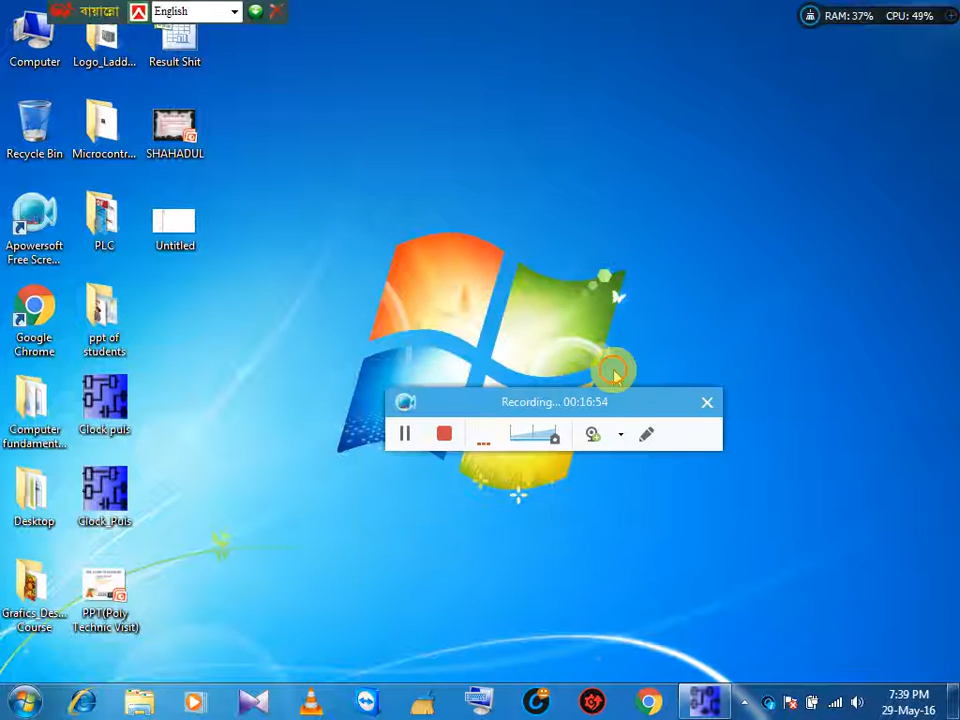 বায়ান্নো
English
RAM: 37% CPU: 49%
Computer
Logo_Ladd...
Result Shit
Recycle Bin
Microcontr...
SHAHADUL
Apowersoft
Free Scre...
PLC
Untitled
Google
Chrome
ppt of
students
Computer
fundament...
Clock puls
Desktop
Clock_Puls
Grafics_Des...
Course
PPT(Poly
Technic Visit)
Recording... 00:16:54
7:39 PM
29-May-16